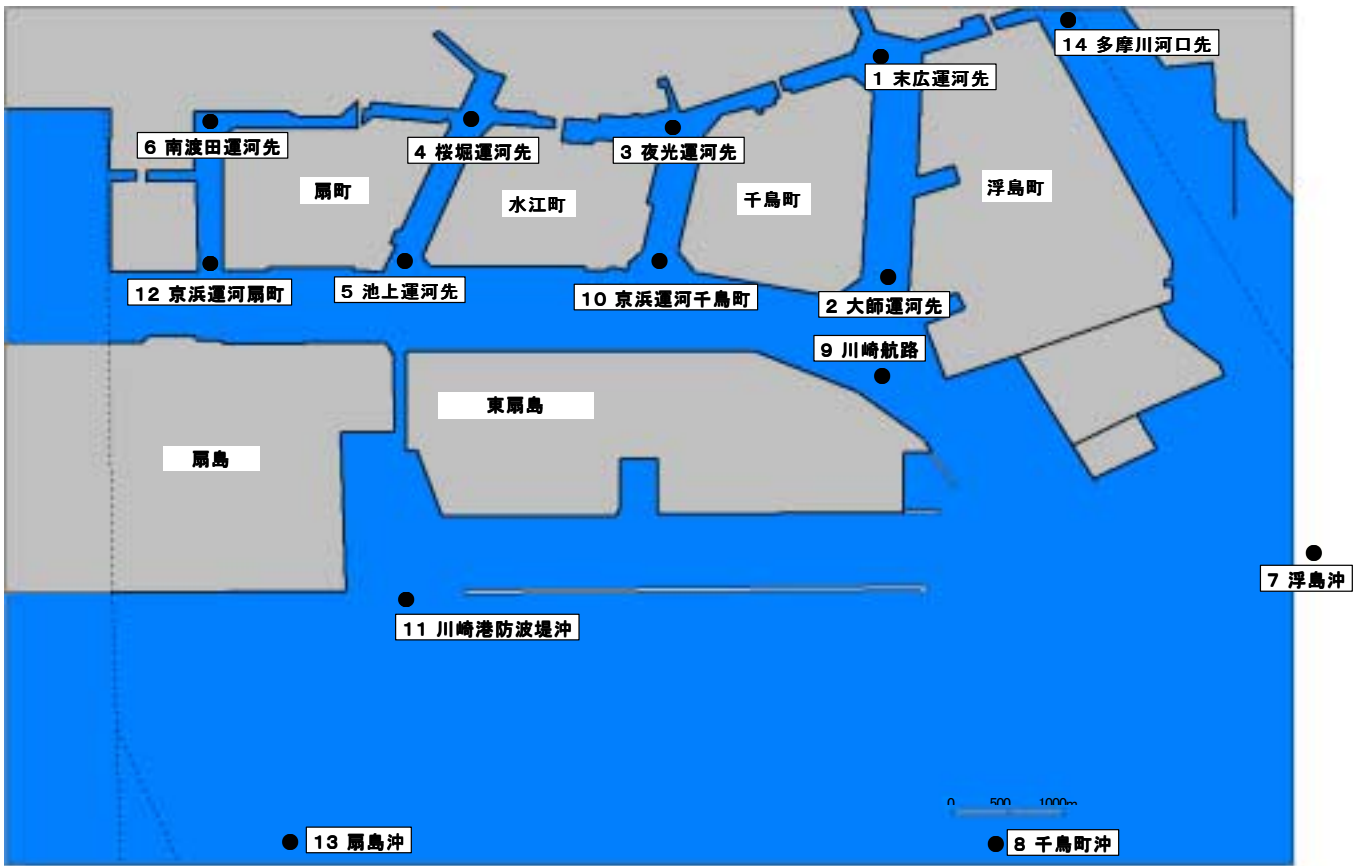 14 多摩川河口先
1 末広運河先
6 南渡田運河先
4 桜堀運河先
3 夜光運河先
扇町
水江町
千鳥町
浮島町
12 京浜運河扇町
5 池上運河先
10 京浜運河千鳥町
2 大師運河先
9 川崎航路
東扇島
扇島
7 浮島沖
11 川崎港防波堤沖
0 500 1000m
13 扇島沖
8 千鳥町沖